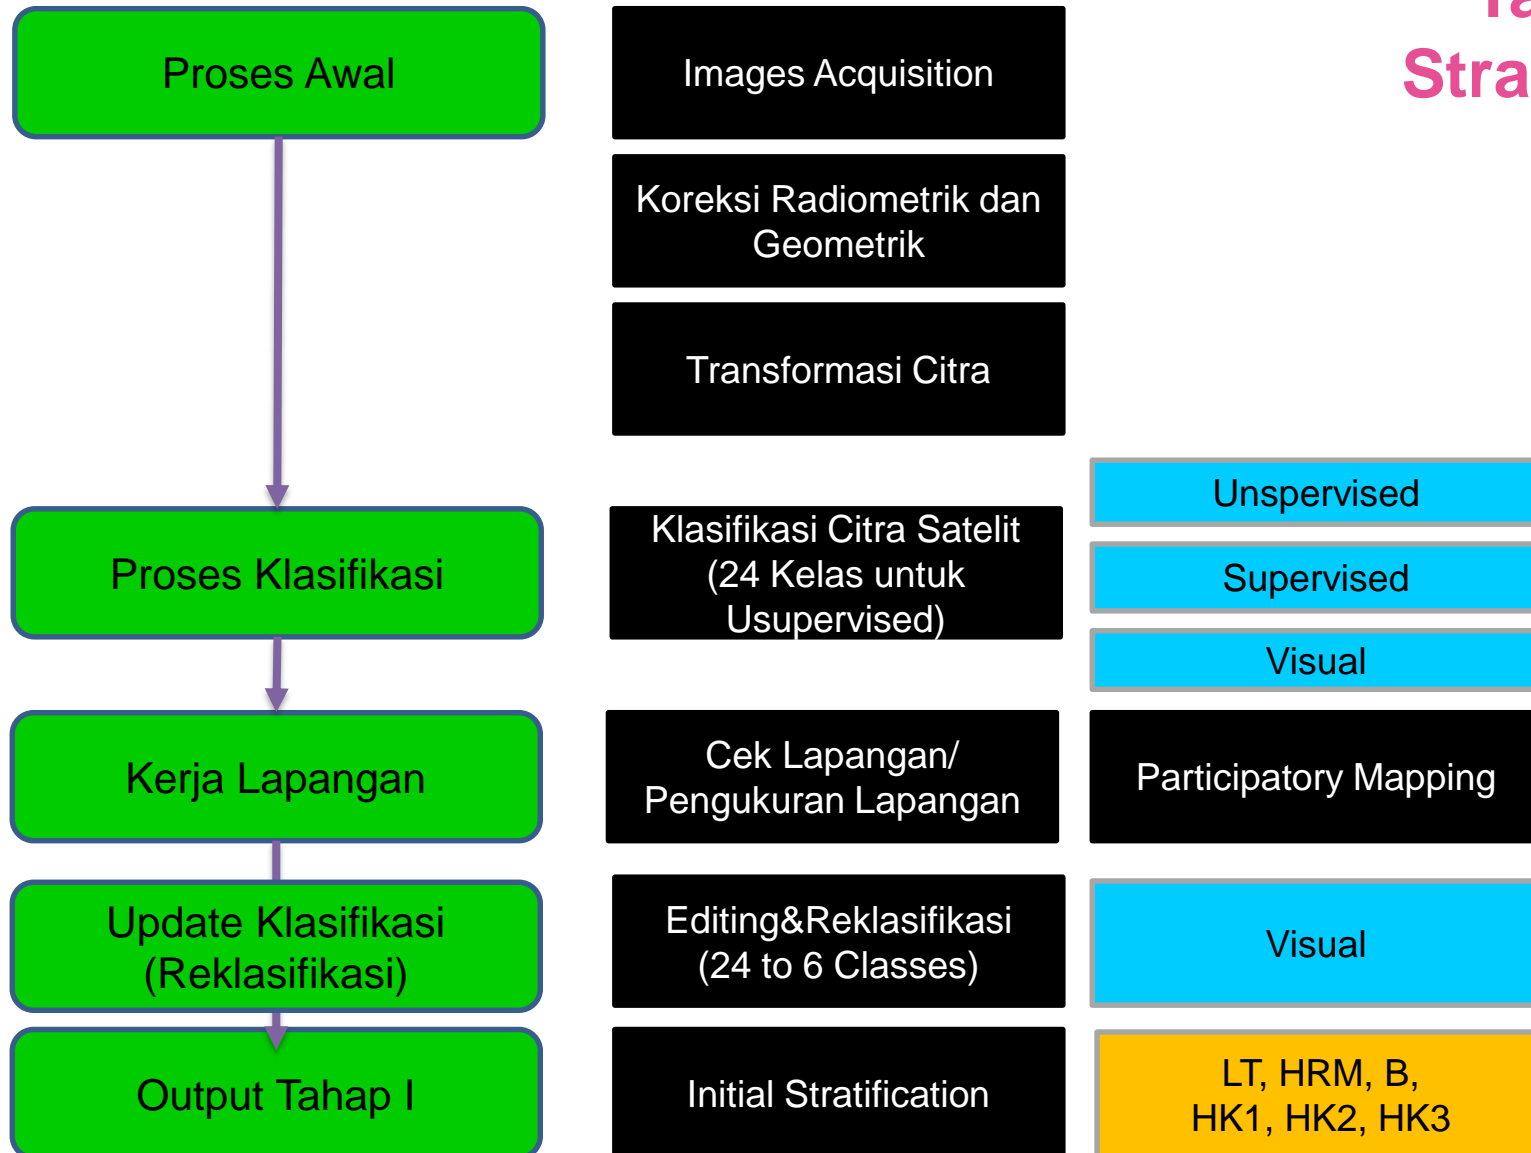 Stra
Proses Awal
Images Acquisition
Koreksi Radiometrik dan
Geometrik
Transformasi Citra
Unspervised
Proses Klasifikasi
Klasifikasi Citra Satelit
(24 Kelas untuk
Usupervised)
Supervised
Visual
Kerja Lapangan
Cek Lapangan/
Pengukuran Lapangan
Participatory Mapping
Update Klasifikasi
(Reklasifikasi)
Editing&Reklasifikasi
(24 to 6 Classes)
Visual
Output Tahap I
Initial Stratification
LT, HRM, B,
HK1, HK2, HK3